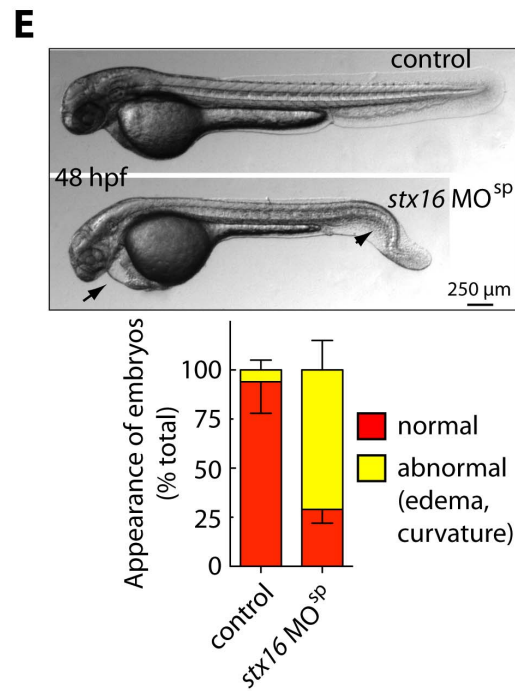 E
control
48 hpf
stx16 MOsp
250 µm
Appearance of embryos
(% total)
100
75
50
25
0
normal
abnormal
(edema,
curvature)
control
stx16 MOsp